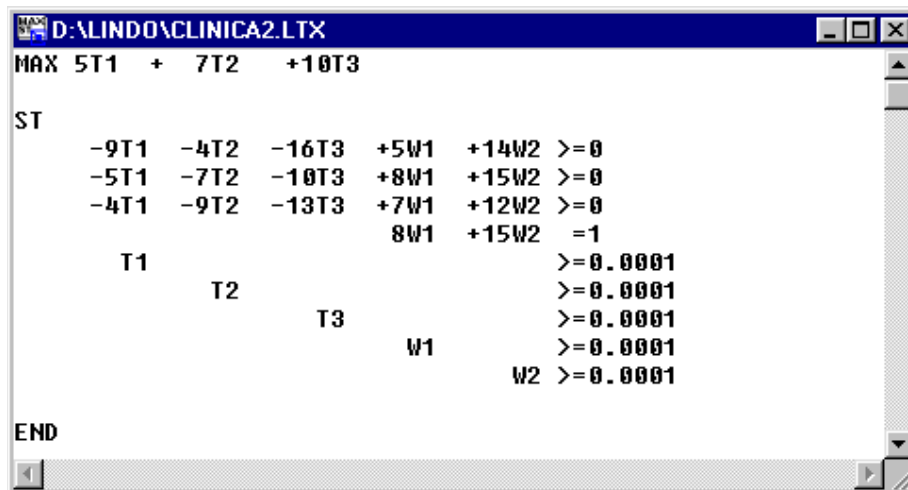 D:\LINDO\CLINICA2.LTX
MAX 5T1 + 7T2 +10T3
ST
-9T1 -4T2 -16T3 +5W1 +14W2 >=0
-5T1 -7T2 -10T3 +8W1 +15W2 >=0
-4T1 -9T2 -13T3 +7W1 +12W2 >=0
8W1 +15W2 =1
T1 >=0.0001
T2 >=0.0001
T3 >=0.0001
W1 >=0.0001
W2 >=0.0001
END